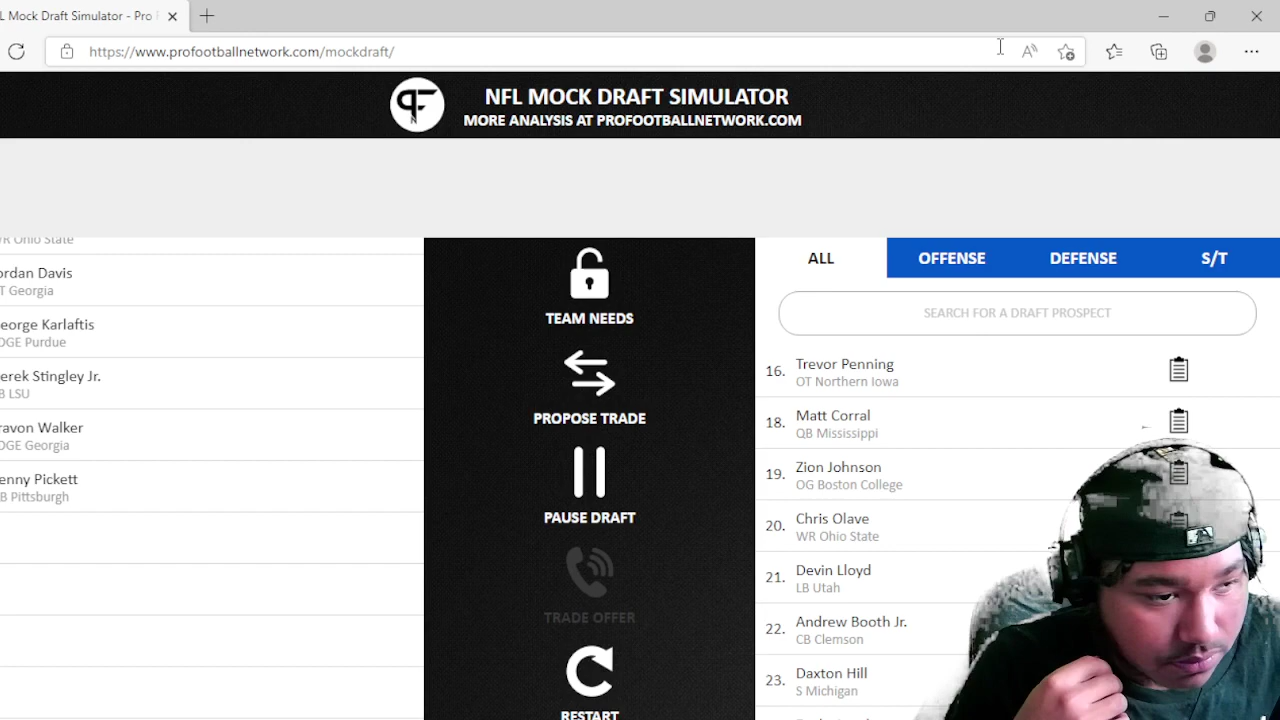 L Mock Draft Simulator - Pro F
https://www.profootballnetwork.com/mockdraft/
NFL MOCK DRAFT SIMULATOR
MORE ANALYSIS AT PROFOOTBALLNETWORK.COM
R Ohio State
ordan Davis
T Georgia
eorge Karlaftis
DGE Purdue
erek Stingley Jr.
B LSU
ravon Walker
DGE Georgia
enny Pickett
B Pittsburgh
TEAM NEEDS
PROPOSE TRADE
PAUSE DRAFT
TRADE OFFER
RESTART
ALL
OFFENSE
DEFENSE
S/T
SEARCH FOR A DRAFT PROSPECT
16. Trevor Penning
OT Northern Iowa
18. Matt Corral
QB Mississippi
19. Zion Johnson
OG Boston College
20. Chris Olave
WR Ohio State
21. Devin Lloyd
LB Utah
22. Andrew Booth Jr.
CB Clemson
23. Daxton Hill
S Michigan